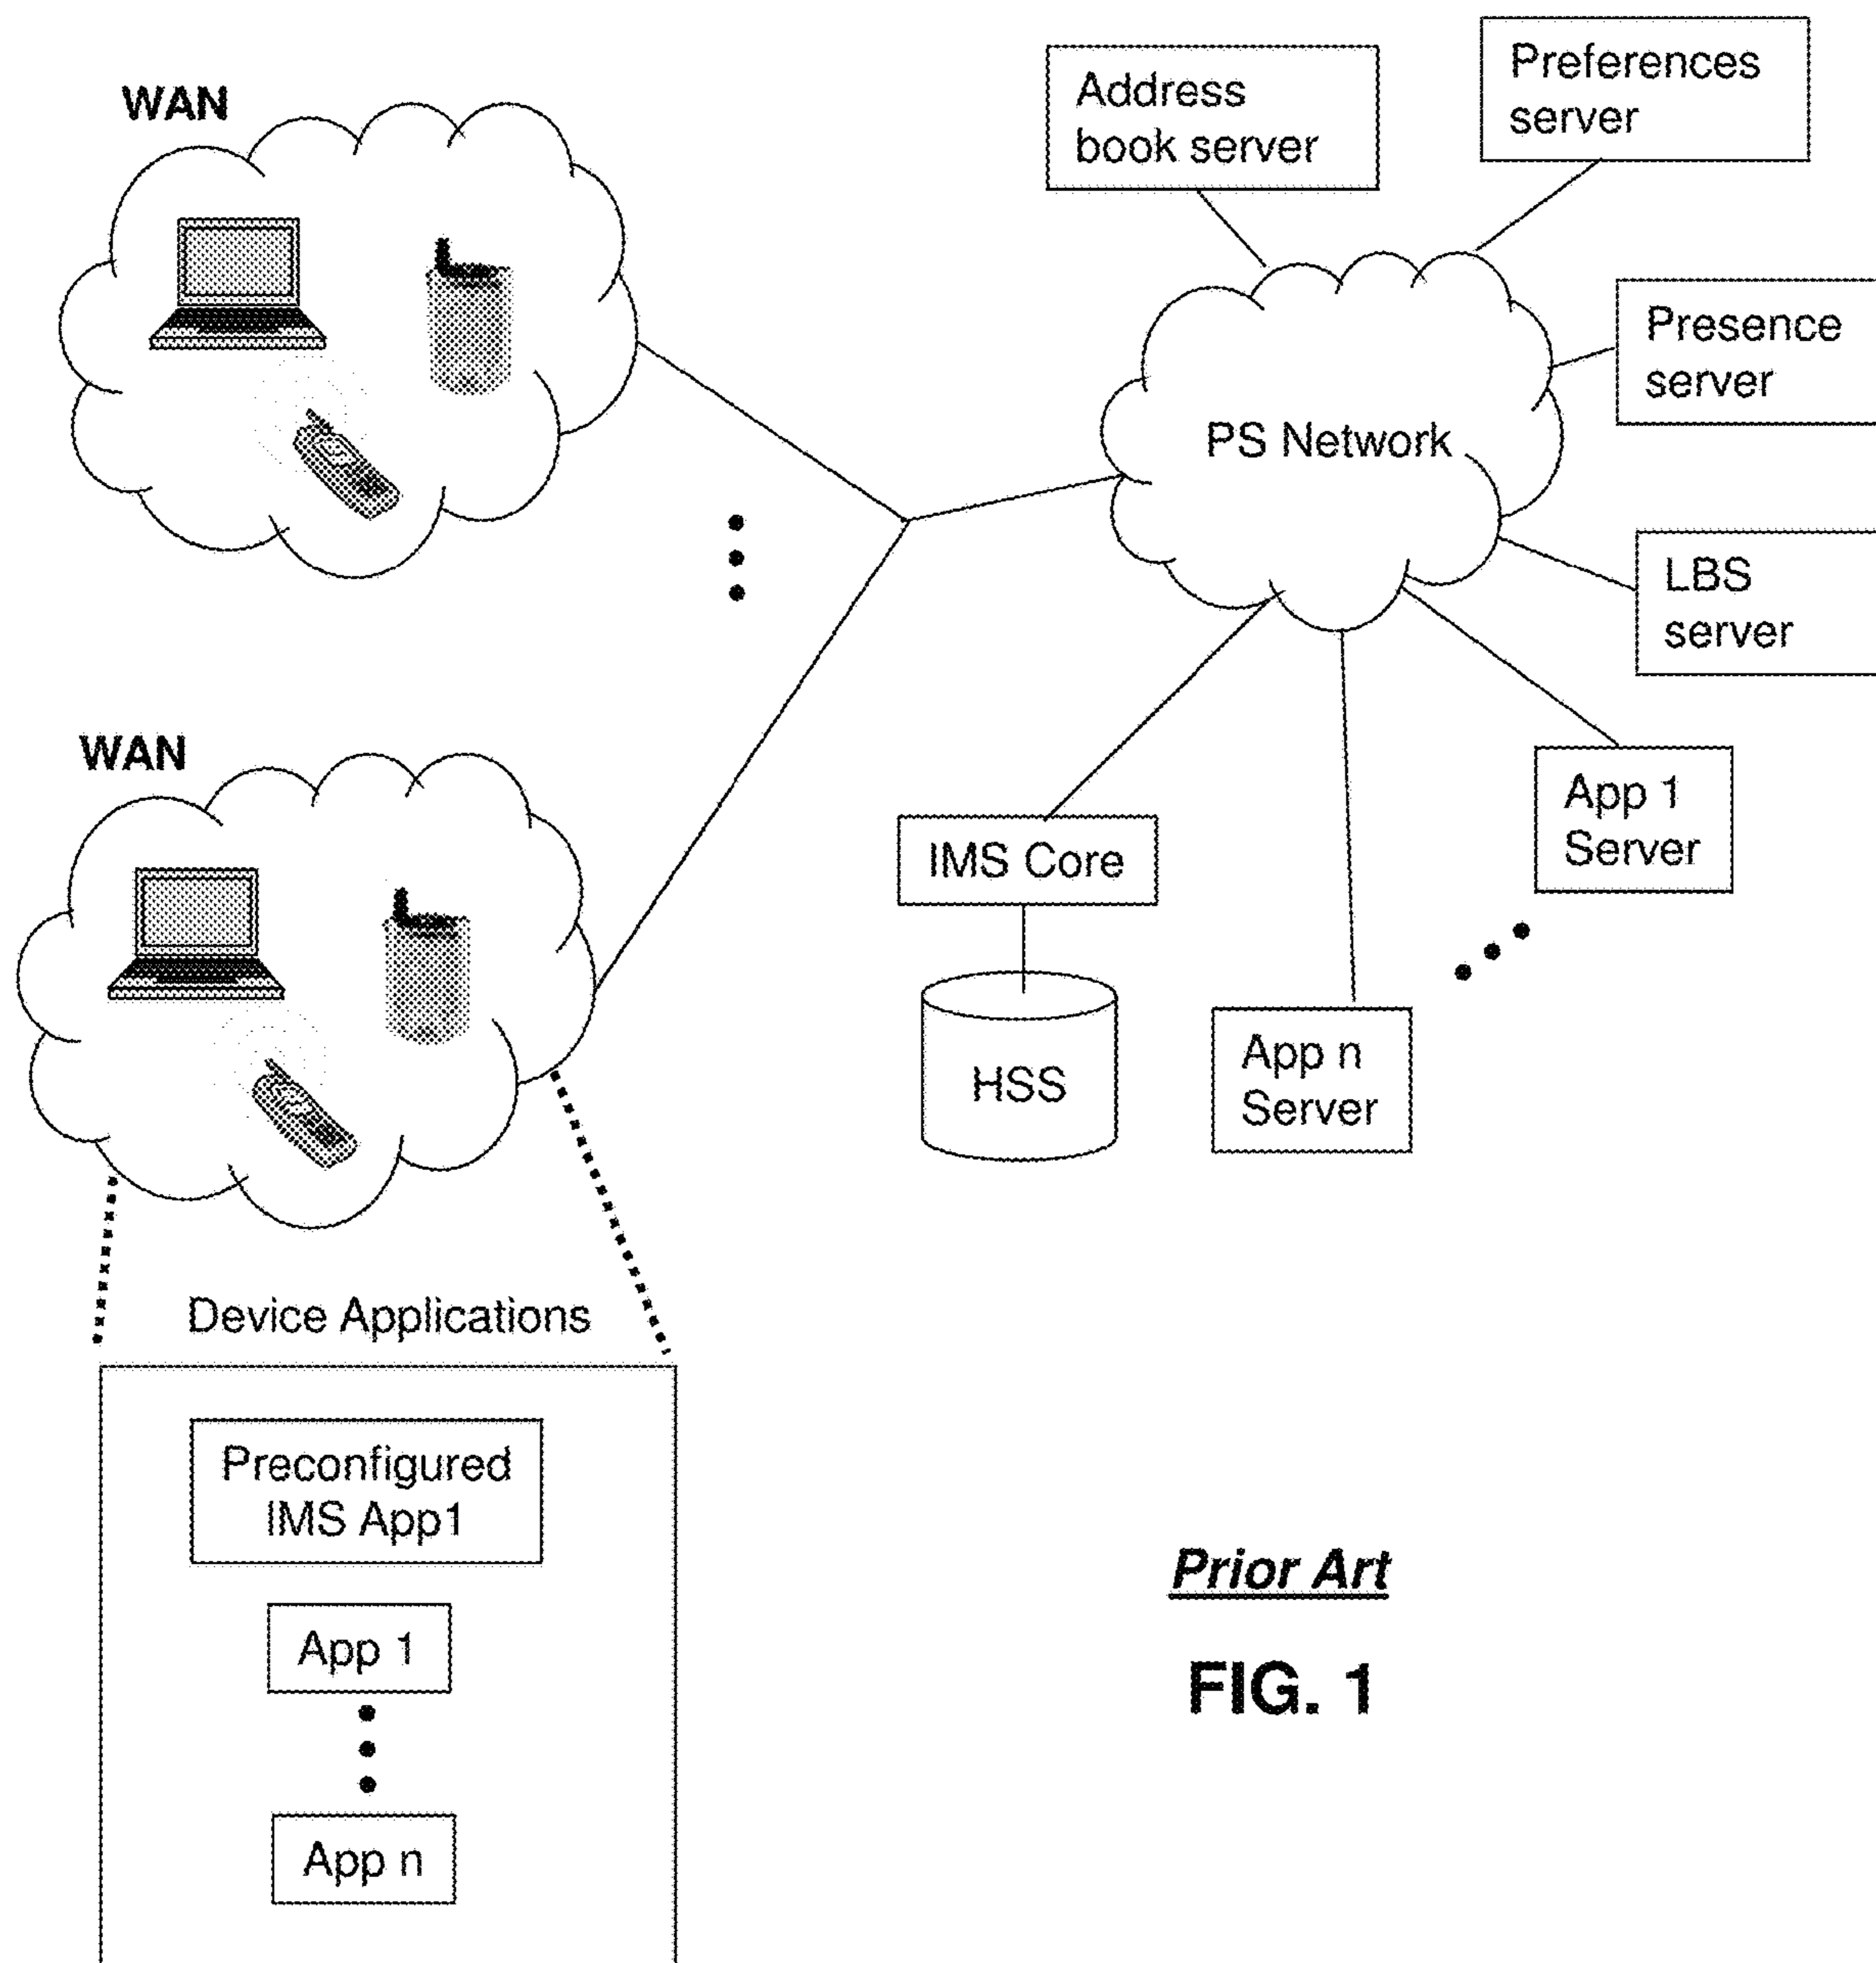 WAN
Address
book server
Preferences
server
Presence
server
PS Network
LBS
server
WAN
App 1
Server
IMS Core
HSS
App n
Server
Device Applications
Preconfigured
IMS App1
App 1
App n
Prior Art
FIG. 1